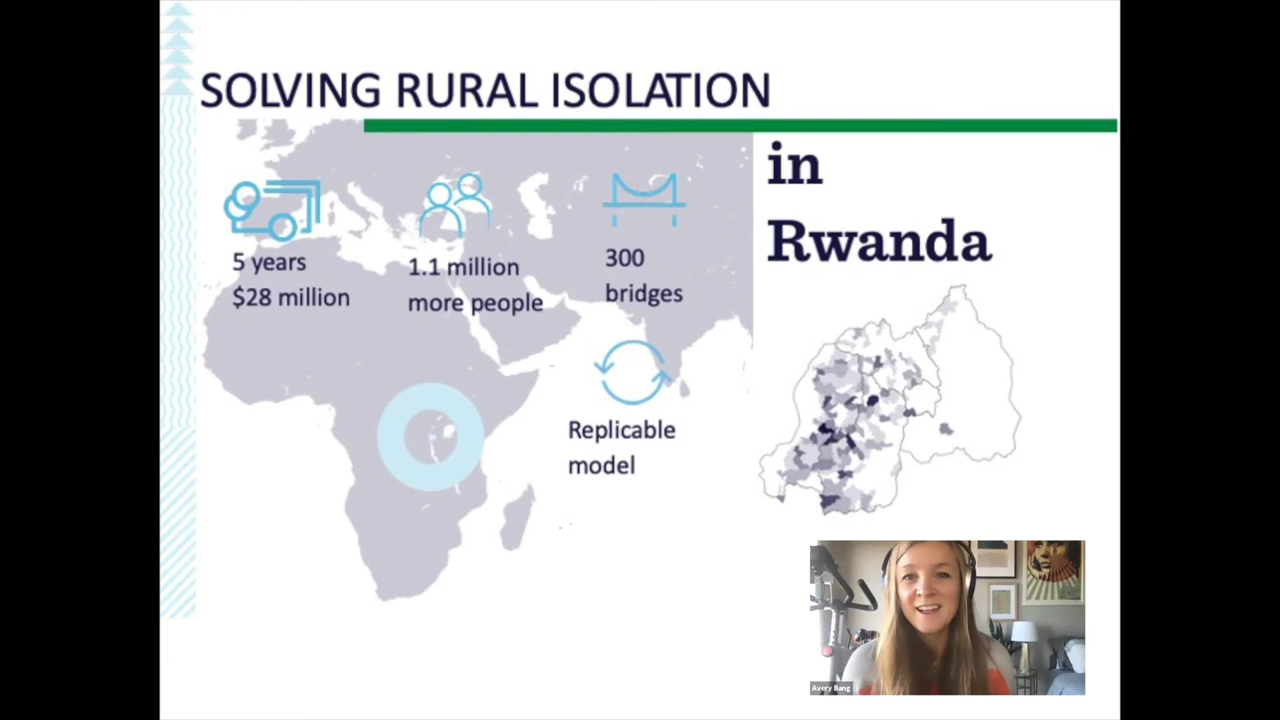 SOLVING RURAL ISOLATION
in
Rwanda
5 years
$28 million
1.1 million
more people
300
bridges
Replicable
model
Avery Bang